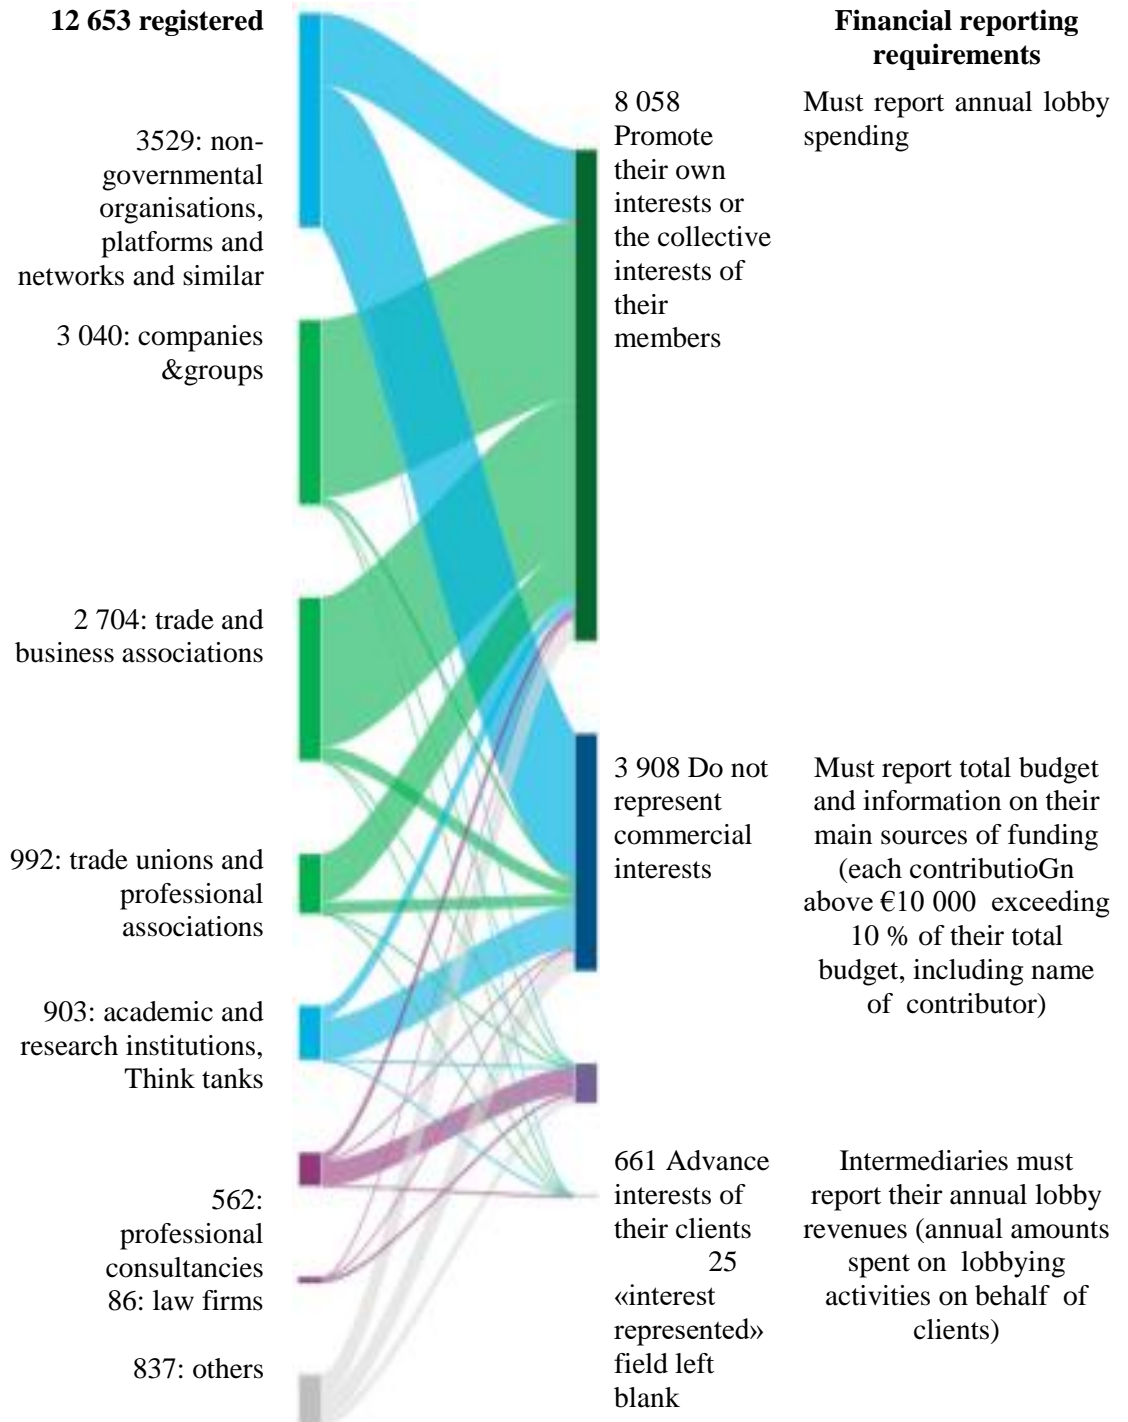 12 653 registered
3529: non-
governmental
organisations,
platforms and
networks and similar
3 040: companies
&groups
2 704: trade and
business associations
992: trade unions and
professional
associations
903: academic and
research institutions,
Think tanks
562:
professional
consultancies
86: law firms
837: others
8 058
Promote
their own
interests or
the collective
interests of
their
members
3 908 Do not
represent
commercial
interests
661 Advance
interests of
their clients
25
«interest
represented»
field left
blank
Financial reporting
requirements
Must report annual lobby
spending
Must report total budget
and information on their
main sources of funding
(each contributioGn
above €10 000 exceeding
10 % of their total
budget, including name
of contributor)
Intermediaries must
report their annual lobby
revenues (annual amounts
spent on lobbying
activities on behalf of
clients)